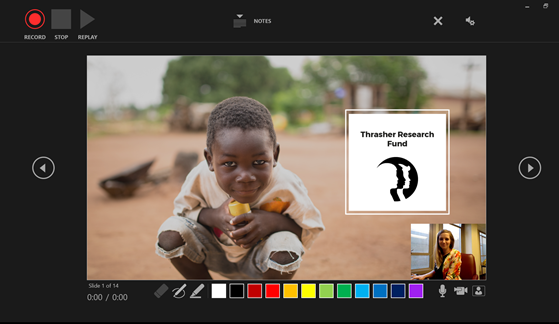 RECORD
STOP
REPLAY
NOTES
Thrasher Research
Fund
Slide 1 of 14
0:00 / 0:00